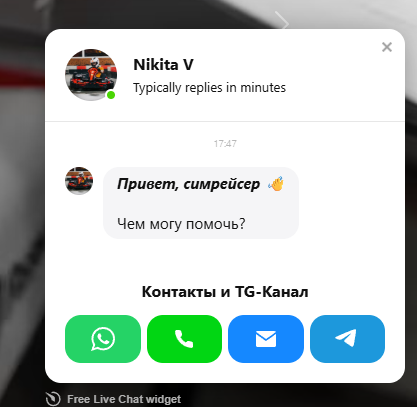 Nikita V
Typically replies in minutes
17:47
Привет, симрейсер 👋
Чем могу помочь?
Контакты и TG-Канал
Free Live Chat widget